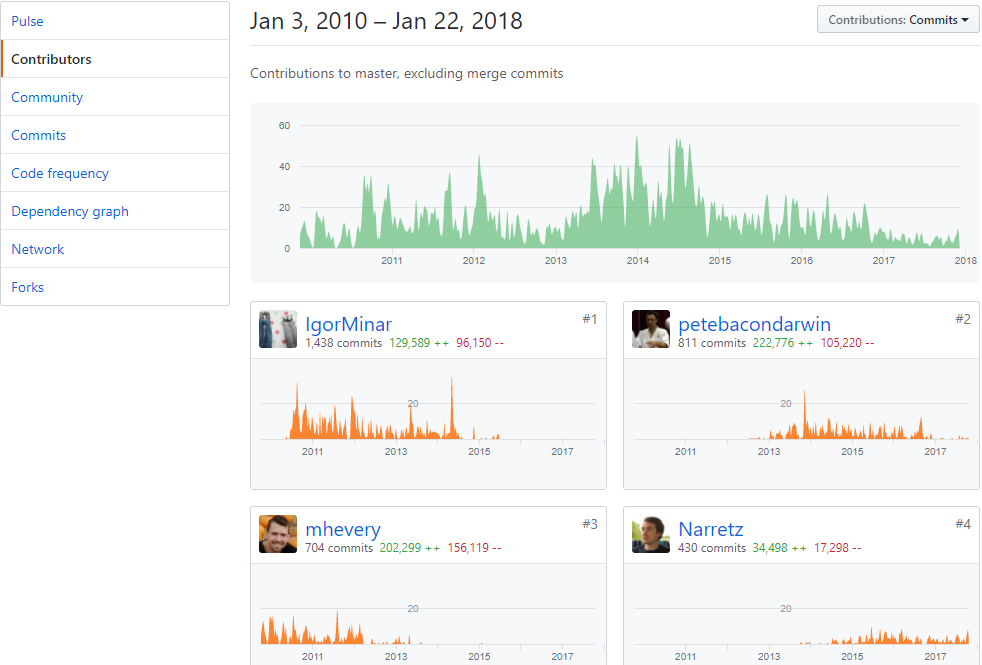 Pulse
Contributors
Community
Commits
Code frequency
Dependency graph
Network
Forks
Jan 3, 2010 – Jan 22, 2018
Contributions: Commits
Contributions to master, excluding merge commits
60
40
20
0
2011 2012 2013 2014 2015 2016 2017 2018
IgorMinar #1
1,438 commits 129,589 ++ 96,150 --
20
2011 2013 2015 2017
petebacondarwin #2
811 commits 222,776 ++ 105,220 --
20
2011 2013 2015 2017
mhevery #3
704 commits 202,299 ++ 156,119 --
20
2011 2013 2015 2017
Narretz #4
430 commits 34,498 ++ 17,298 --
20
2011 2013 2015 2017